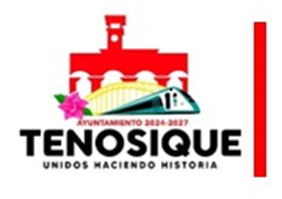 AYUNTAMIENTO 2024-2027
TENOSIQUE
UNIDOS HACIENDO HISTORIA